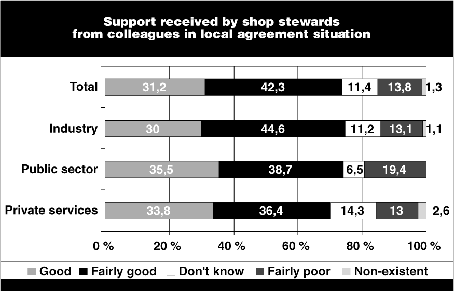 Support received by shop stewards
from colleagues in local agreement situation
Total 31,2 42,3 11,4 13,8 1,3
Industry 30 44,6 11,2 13,1 1,1
Public sector 35,5 38,7 6,5 19,4
Private services 33,8 36,4 14,3 13 2,6
0 % 20 % 40 % 60 % 80 % 100 %
Good Fairly good Don't know Fairly poor Non-existent